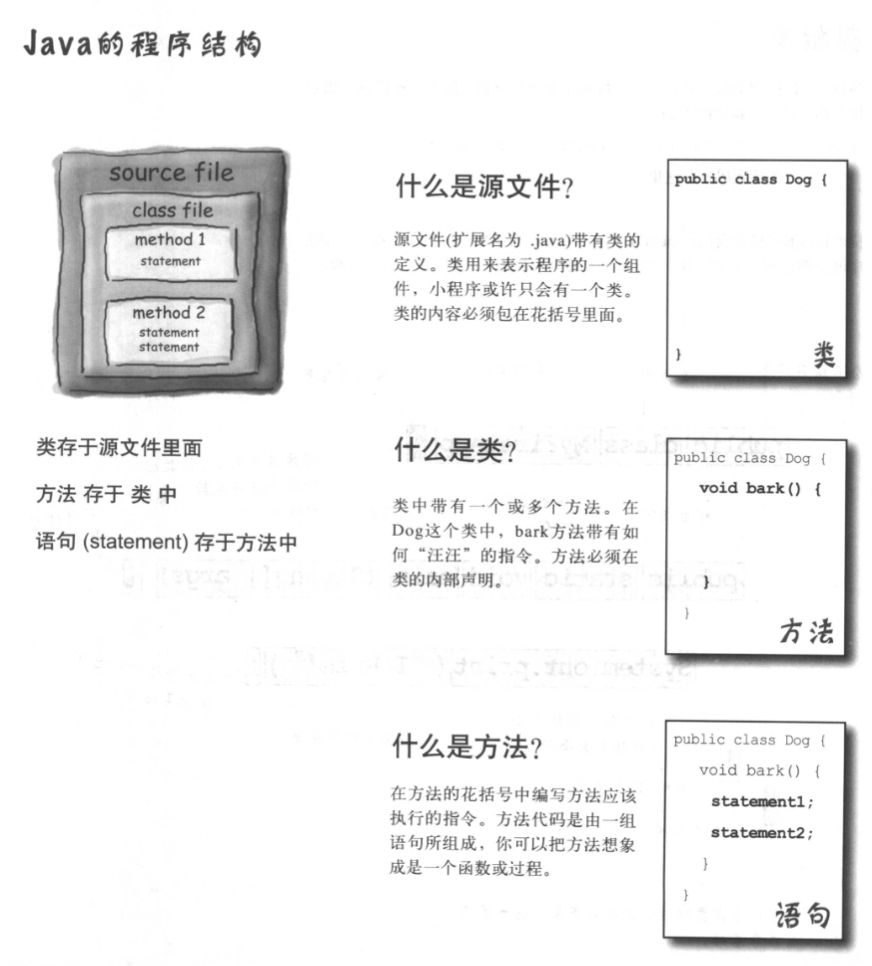 Java的程序结构
source file
class file
method 1
statement
method 2
statement
statement
类存于源文件里面
方法 存于 类 中
语句 (statement) 存于方法中
什么是源文件?
源文件(扩展名为 .java)带有类的
定义。类用来表示程序的一个组
件，小程序或许只会有一个类。
类的内容必须包在花括号里面。
public class Dog {
}
类
什么是类?
类中带有一个或多个方法。在
Dog这个类中，bark方法带有如
何“汪汪”的指令。方法必须在
类的内部声明。
public class Dog {
void bark() {
}
}
方法
什么是方法?
在方法的花括号中编写方法应该
执行的指令。方法代码是由一组
语句所组成，你可以把方法想象
成是一个函数或过程。
public class Dog {
void bark() {
statement1;
statement2;
}
}
语句